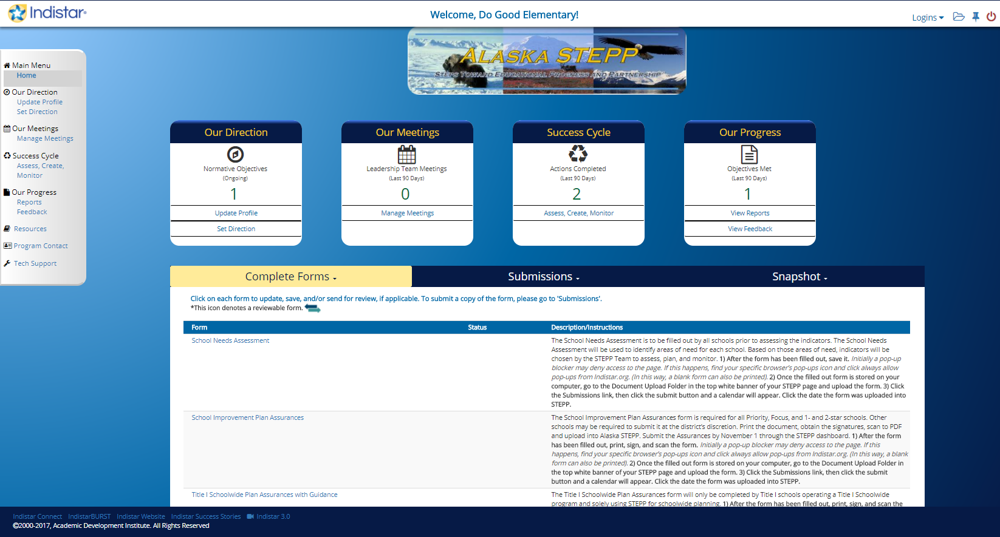 Indistar
Welcome, Do Good Elementary!
Logins
ALASKA STEPP
STEPS TOWARD EDUCATIONAL PROGRESS AND PARTNERSHIP
Main Menu
Home
Our Direction
Update Profile
Set Direction
Our Meetings
Manage Meetings
Success Cycle
Assess, Create,
Monitor
Our Progress
Reports
Feedback
Resources
Program Contact
Tech Support
Our Direction
Normative Objectives
(Ongoing)
1
Update Profile
Set Direction
Our Meetings
Leadership Team Meetings
(Last 90 Days)
0
Manage Meetings
Success Cycle
Actions Completed
(Last 90 Days)
2
Assess, Create, Monitor
Our Progress
Objectives Met
(Last 90 Days)
1
View Reports
View Feedback
Complete Forms
Submissions
Snapshot
Click on each form to update, save, and/or send for review, if applicable. To submit a copy of the form, please go to 'Submissions'.
*This icon denotes a reviewable form.
Form Status Description/Instructions
School Needs Assessment
The School Needs Assessment is to be filled out by all schools prior to assessing the indicators. The School Needs
Assessment will be used to identify areas of need for each school. Based on those areas of need, indicators will be
chosen by the STEPP Team to assess, plan, and monitor. 1) After the form has been filled out, save it. Initially a pop-up
blocker may deny access to the page. If this happens, find your specific browser's pop-ups icon and click always allow
pop-ups from Indistar.org. (In this way, a blank form can also be printed). 2) Once the filled out form is stored on your
computer, go to the Document Upload Folder in the top white banner of your STEPP page and upload the form. 3) Click
the Submissions link, then click the submit button and a calendar will appear. Click the date the form was uploaded into
STEPP.
School Improvement Plan Assurances
The School Improvement Plan Assurances form is required for all Priority, Focus, and 1- and 2-star schools. Other
schools may be required to submit it at the district's discretion. Print the document, obtain the signatures, scan to PDF
and upload into Alaska STEPP. Submit the Assurances by November 1 through the STEPP dashboard. 1) After the form
has been filled out, print, sign, and scan the form. Initially a pop-up blocker may deny access to the page. If this
happens, find your specific browser's pop-ups icon and click always allow pop-ups from Indistar.org. (In this way, a blank
form can also be printed). 2) Once the filled out form is stored on your computer, go to the Document Upload Folder in
the top white banner of your STEPP page and upload the form. 3) Click the Submissions link, then click the submit
button and a calendar will appear. Click the date the form was uploaded into STEPP.
Title I Schoolwide Plan Assurances with Guidance
The Title I Schoolwide Plan Assurances form will only be completed by Title I schools operating a Title I Schoolwide
program and solely using STEPP for schoolwide planning. 1) After the form has been filled out, print, sign, and scan the
Indistar Connect IndistarBURST Indistar Website Indistar Success Stories Indistar 3.0
©2000-2017, Academic Development Institute. All Rights Reserved